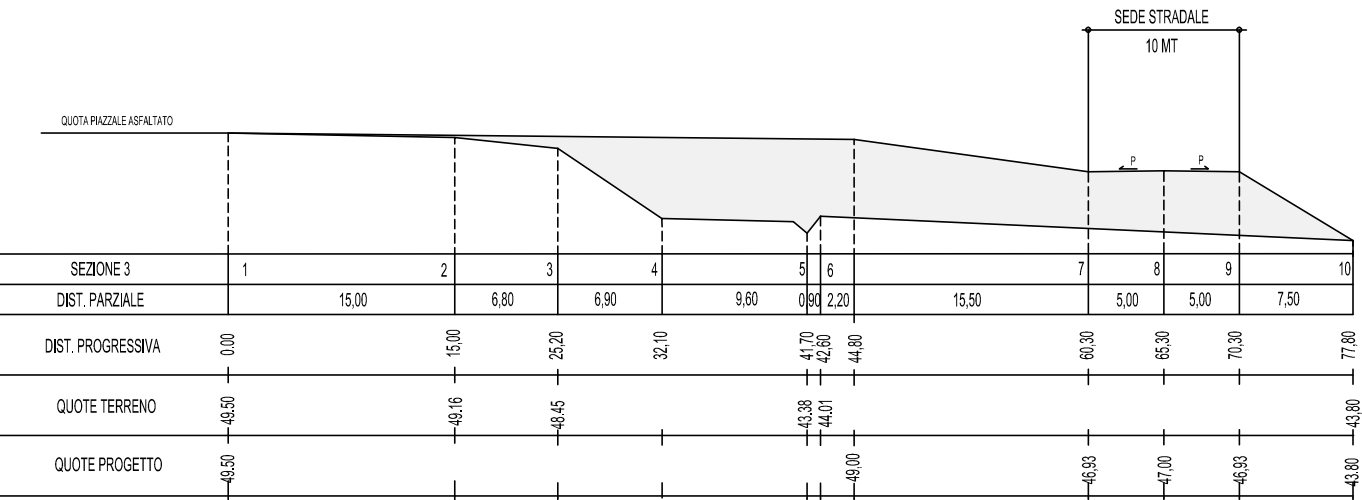 SEDE STRADALE
10 MT
QUOTA PIAZZALE ASFALTATO
P P
SEZIONE 3 1 2 3 4 5 6 7 8 9 10
DIST. PARZIALE 15,00 6,80 6,90 9,60 0,90 2,20 15,50 5,00 5,00 7,50
DIST. PROGRESSIVA 0.00 15,00 25,20 32,10 41,70 42,60 44,80 60,30 65,30 70,30 77,80
QUOTE TERRENO 49.50 49.16 48.45 43.38 44.01 43,80
QUOTE PROGETTO 49.50 49,00 46,93 47,00 46,93 43.80